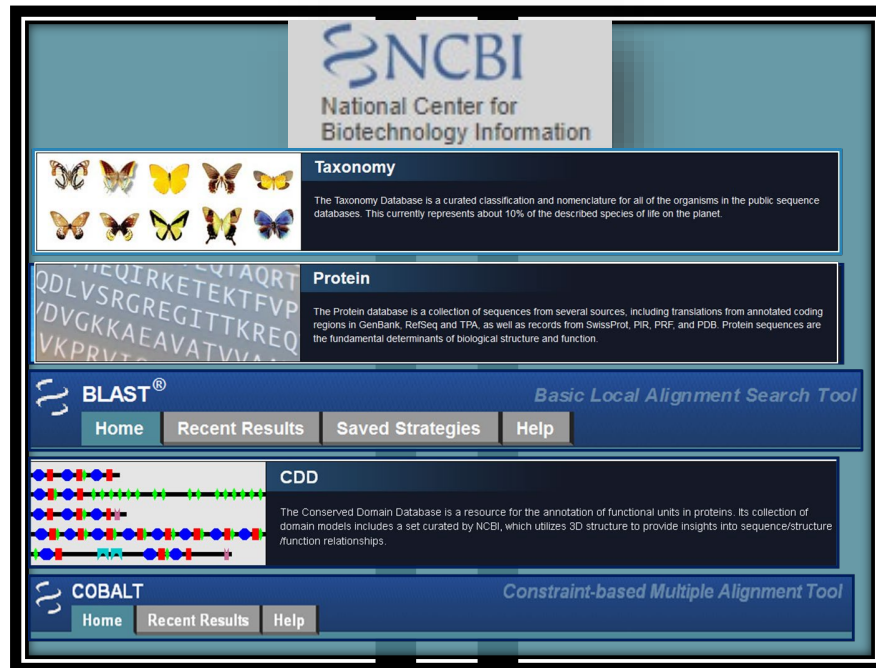 NCBI
National Center for
Biotechnology Information
Taxonomy
The Taxonomy Database is a curated classification and nomenclature for all of the organisms in the public sequence
databases. This currently represents about 10% of the described species of life on the planet.
QTAQRT
HEQIRKETEKTFVP
QDLVSRGREGITTKREQ
/DVGKKAEAVATVVA
VKPRVIS
Protein
The Protein database is a collection of sequences from several sources, including translations from annotated coding
regions in GenBank, RefSeq and TPA, as well as records from SwissProt, PIR, PRF, and PDB. Protein sequences are
the fundamental determinants of biological structure and function.
BLAST® Basic Local Alignment Search Tool
Home Recent Results Saved Strategies Help
CDD
The Conserved Domain Database is a resource for the annotation of functional units in proteins. Its collection of
domain models includes a set curated by NCBI, which utilizes 3D structure to provide insights into sequence/structure
/function relationships.
COBALT Constraint-based Multiple Alignment Tool
Home Recent Results Help